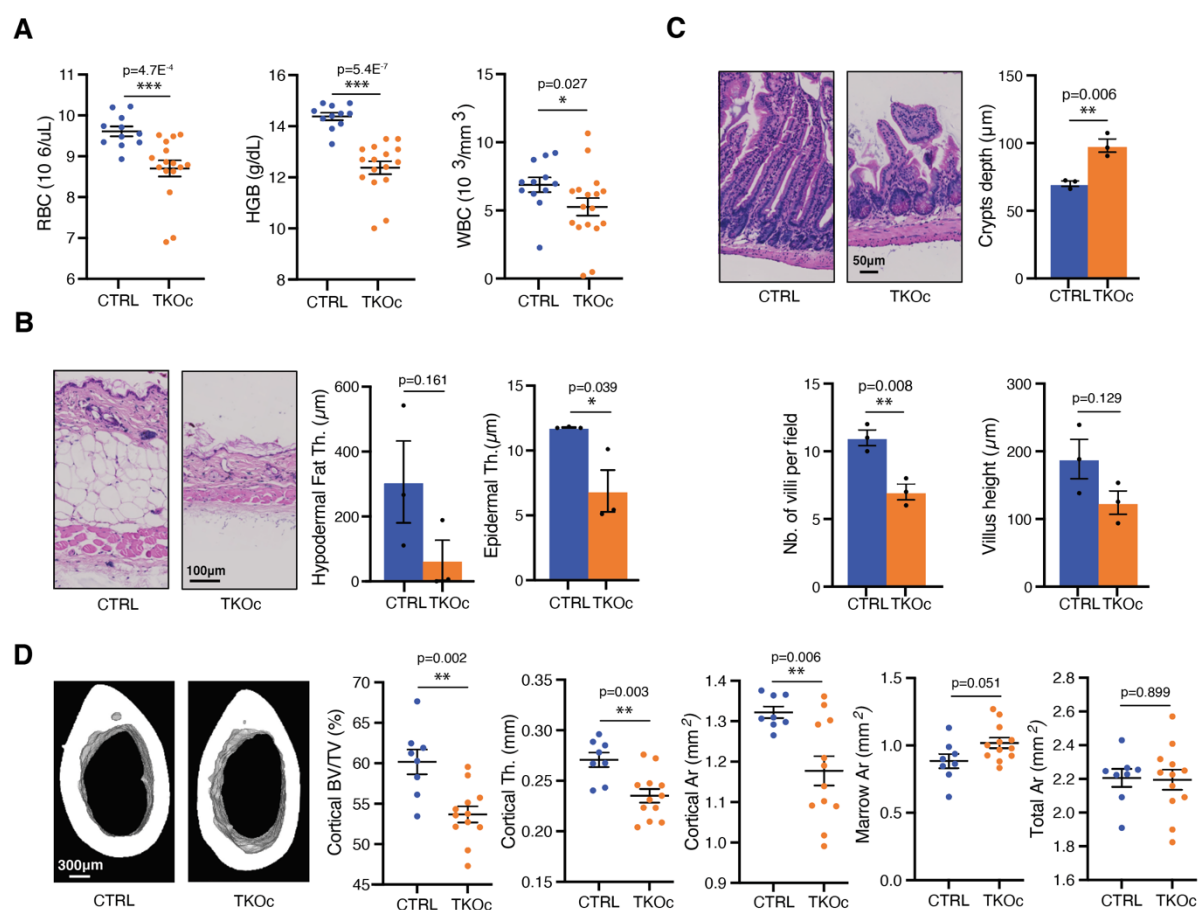 A
RBC (10 6/uL)
11
10
9
8
7
6
p=4.7E-4
***
CTRL
TKOc
HGB (g/dL)
16
14
12
10
8
p=5.4E-7
***
CTRL
TKOc
WBC (10 3/mm 3)
15
10
5
0
p=0.027
*
CTRL
TKOc
C
50µm
CTRL
TKOc
Crypts depth (µm)
150
100
50
0
p=0.006
**
CTRL
TKOc
B
100µm
CTRL
TKOc
Hypodermal Fat Th. (µm)
600
400
200
0
p=0.161
CTRL
TKOc
Epidermal Th.(µm)
15
10
5
0
p=0.039
*
CTRL
TKOc
Nb. of villi per field
15
10
5
0
p=0.008
**
CTRL
TKOc
Villus height (µm)
300
200
100
0
p=0.129
CTRL
TKOc
D
300µm
CTRL
TKOc
Cortical BV/TV (%)
70
65
60
55
50
45
p=0.002
**
CTRL
TKOc
Cortical Th. (mm)
0.35
0.30
0.25
0.20
0.15
p=0.003
**
CTRL
TKOc
Cortical Ar (mm 2)
1.4
1.3
1.2
1.1
1.0
0.9
p=0.006
**
CTRL
TKOc
Marrow Ar (mm 2)
1.5
1.0
0.5
0.0
p=0.051
CTRL
TKOc
Total Ar (mm 2)
2.8
2.6
2.4
2.2
2.0
1.8
1.6
p=0.899
CTRL
TKOc